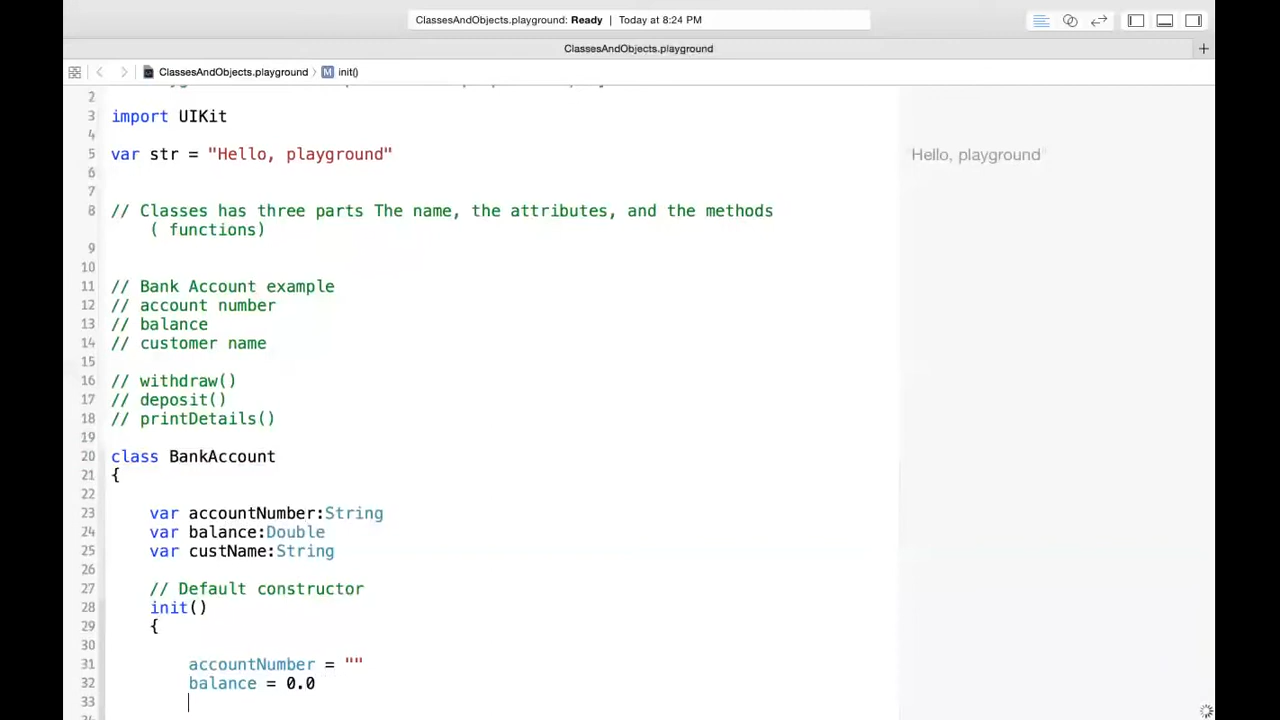 ClassesAndObjects.playground: Ready | Today at 8:24 PM
ClassesAndObjects.playground
ClassesAndObjects.playground › M init()
2
3 import UIKit
4
5 var str = "Hello, playground"
Hello, playground
6
7
8 // Classes has three parts The name, the attributes, and the methods
( functions)
9
10
11 // Bank Account example
12 // account number
13 // balance
14 // customer name
15
16 // withdraw()
17 // deposit()
18 // printDetails()
19
20 class BankAccount
21 {
22
23 var accountNumber:String
24 var balance:Double
25 var custName:String
26
27 // Default constructor
28 init()
29 {
30
31 accountNumber = ""
32 balance = 0.0
33